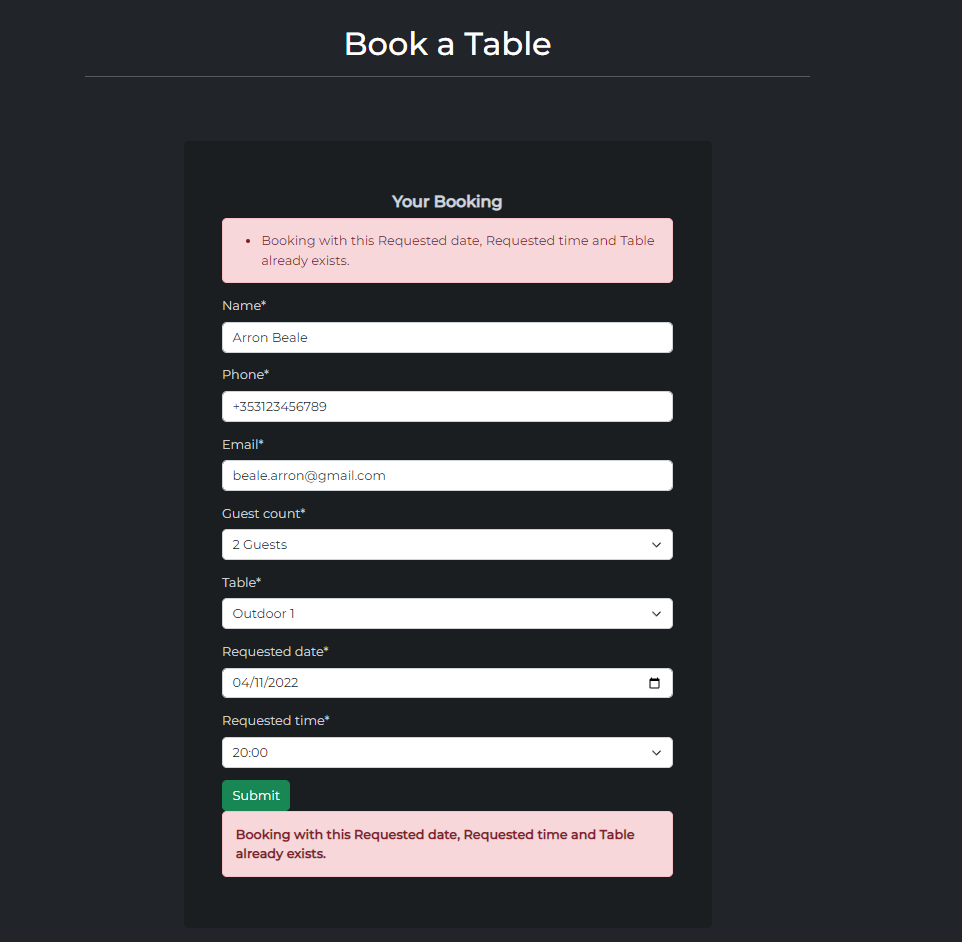 Book a Table
Your Booking
Booking with this Requested date, Requested time and Table
already exists.
Name*
Arron Beale
Phone*
+353123456789
Email*
beale.arron@gmail.com
Guest count*
2 Guests
Table*
Outdoor 1
Requested date*
04/11/2022
Requested time*
20:00
Submit
Booking with this Requested date, Requested time and Table
already exists.